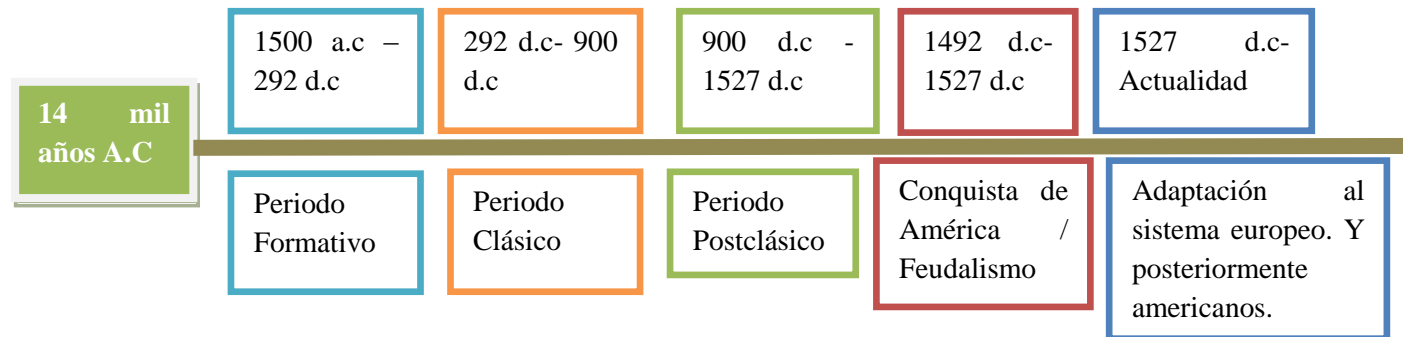 14 mil
años A.C
1500 a.c –
292 d.c
292 d.c- 900
d.c
900 d.c -
1527 d.c
1492 d.c-
1527 d.c
1527 d.c-
Actualidad
Periodo
Formativo
Periodo
Clásico
Periodo
Postclásico
Conquista de
América /
Feudalismo
Adaptación al
sistema europeo. Y
posteriormente
americanos.